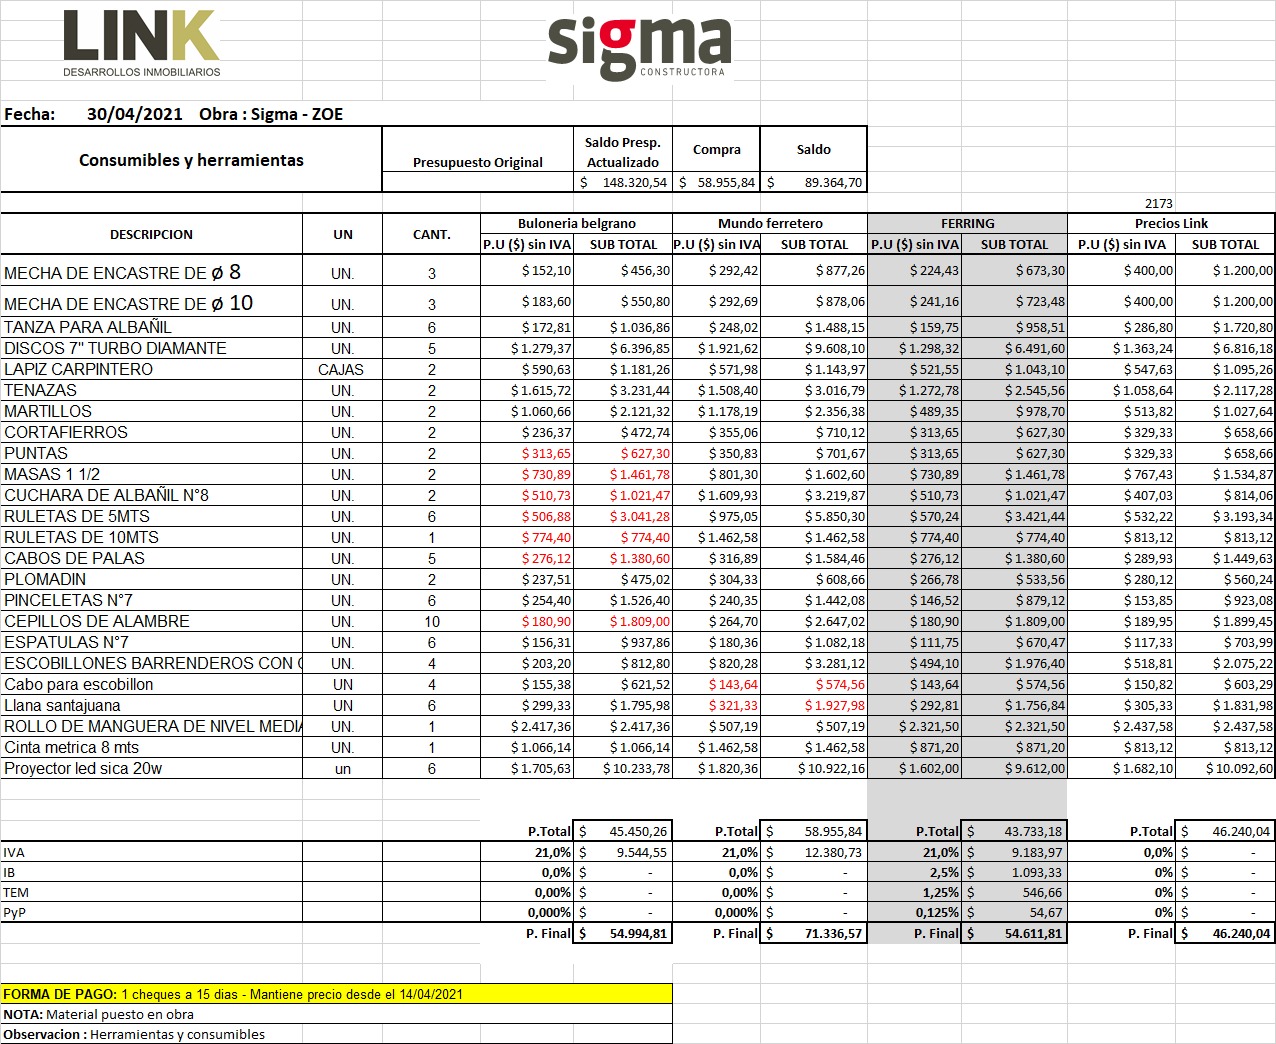 LINK
DESARROLLOS INMOBILIARIOS
sigma
CONSTRUCTORA
Fecha: 30/04/2021 Obra : Sigma - ZOE
Consumibles y herramientas Presupuesto Original Saldo Presp. Actualizado Compra Saldo
$ 148.320,54 $ 58.955,84 $ 89.364,70
2173
DESCRIPCION UN CANT. Buloneria belgrano Mundo ferretero FERRING Precios Link
P.U ($) sin IVA SUB TOTAL P.U ($) sin IVA SUB TOTAL P.U ($) sin IVA SUB TOTAL P.U ($) sin IVA SUB TOTAL
MECHA DE ENCASTRE DE ø 8 UN. 3 $ 152,10 $ 456,30 $ 292,42 $ 877,26 $ 224,43 $ 673,30 $ 400,00 $ 1.200,00
MECHA DE ENCASTRE DE ø 10 UN. 3 $ 183,60 $ 550,80 $ 292,69 $ 878,06 $ 241,16 $ 723,48 $ 400,00 $ 1.200,00
TANZA PARA ALBAÑIL UN. 6 $ 172,81 $ 1.036,86 $ 248,02 $ 1.488,15 $ 159,75 $ 958,51 $ 286,80 $ 1.720,80
DISCOS 7" TURBO DIAMANTE UN. 5 $ 1.279,37 $ 6.396,85 $ 1.921,62 $ 9.608,10 $ 1.298,32 $ 6.491,60 $ 1.363,24 $ 6.816,18
LAPIZ CARPINTERO CAJAS 2 $ 590,63 $ 1.181,26 $ 571,98 $ 1.143,97 $ 521,55 $ 1.043,10 $ 547,63 $ 1.095,26
TENAZAS UN. 2 $ 1.615,72 $ 3.231,44 $ 1.508,40 $ 3.016,79 $ 1.272,78 $ 2.545,56 $ 1.058,64 $ 2.117,28
MARTILLOS UN. 2 $ 1.060,66 $ 2.121,32 $ 1.178,19 $ 2.356,38 $ 489,35 $ 978,70 $ 513,82 $ 1.027,64
CORTAFIERROS UN. 2 $ 236,37 $ 472,74 $ 355,06 $ 710,12 $ 313,65 $ 627,30 $ 329,33 $ 658,66
PUNTAS UN. 2 $ 313,65 $ 627,30 $ 350,83 $ 701,67 $ 313,65 $ 627,30 $ 329,33 $ 658,66
MASAS 1 1/2 UN. 2 $ 730,89 $ 1.461,78 $ 801,30 $ 1.602,60 $ 730,89 $ 1.461,78 $ 767,43 $ 1.534,87
CUCHARA DE ALBAÑIL N°8 UN. 2 $ 510,73 $ 1.021,47 $ 1.609,93 $ 3.219,87 $ 510,73 $ 1.021,47 $ 407,03 $ 814,06
RULETAS DE 5MTS UN. 6 $ 506,88 $ 3.041,28 $ 975,05 $ 5.850,30 $ 570,24 $ 3.421,44 $ 532,22 $ 3.193,34
RULETAS DE 10MTS UN. 1 $ 774,40 $ 774,40 $ 1.462,58 $ 1.462,58 $ 774,40 $ 774,40 $ 813,12 $ 813,12
CABOS DE PALAS UN. 5 $ 276,12 $ 1.380,60 $ 316,89 $ 1.584,46 $ 276,12 $ 1.380,60 $ 289,93 $ 1.449,63
PLOMADIN UN. 2 $ 237,51 $ 475,02 $ 304,33 $ 608,66 $ 266,78 $ 533,56 $ 280,12 $ 560,24
PINCELETAS N°7 UN. 6 $ 254,40 $ 1.526,40 $ 240,35 $ 1.442,08 $ 146,52 $ 879,12 $ 153,85 $ 923,08
CEPILLOS DE ALAMBRE UN. 10 $ 180,90 $ 1.809,00 $ 264,70 $ 2.647,02 $ 180,90 $ 1.809,00 $ 189,95 $ 1.899,45
ESPATULAS N°7 UN. 6 $ 156,31 $ 937,86 $ 180,36 $ 1.082,18 $ 111,75 $ 670,47 $ 117,33 $ 703,99
ESCOBILLONES BARRENDEROS CON UN. 4 $ 203,20 $ 812,80 $ 820,28 $ 3.281,12 $ 494,10 $ 1.976,40 $ 518,81 $ 2.075,22
Cabo para escobillon UN 4 $ 155,38 $ 621,52 $ 143,64 $ 574,56 $ 143,64 $ 574,56 $ 150,82 $ 603,29
Llana santajuana UN 6 $ 299,33 $ 1.795,98 $ 321,33 $ 1.927,98 $ 292,81 $ 1.756,84 $ 305,33 $ 1.831,98
ROLLO DE MANGUERA DE NIVEL MEDIA UN. 1 $ 2.417,36 $ 2.417,36 $ 507,19 $ 507,19 $ 2.321,50 $ 2.321,50 $ 2.437,58 $ 2.437,58
Cinta metrica 8 mts UN. 1 $ 1.066,14 $ 1.066,14 $ 1.462,58 $ 1.462,58 $ 871,20 $ 871,20 $ 813,12 $ 813,12
Proyector led sica 20w un 6 $ 1.705,63 $ 10.233,78 $ 1.820,36 $ 10.922,16 $ 1.602,00 $ 9.612,00 $ 1.682,10 $ 10.092,60
P.Total $ 45.450,26 P.Total $ 58.955,84 P.Total $ 43.733,18 P.Total $ 46.240,04
IVA 21,0% $ 9.544,55 21,0% $ 12.380,73 21,0% $ 9.183,97 0,0% $ -
IB 0,0% $ - 0,0% $ - 2,5% $ 1.093,33 0% $ -
TEM 0,00% $ - 0,00% $ - 1,25% $ 546,66 0% $ -
PyP 0,000% $ - 0,000% $ - 0,125% $ 54,67 0% $ -
P. Final $ 54.994,81 P. Final $ 71.336,57 P. Final $ 54.611,81 P. Final $ 46.240,04
FORMA DE PAGO: 1 cheques a 15 dias - Mantiene precio desde el 14/04/2021
NOTA: Material puesto en obra
Observacion : Herramientas y consumibles